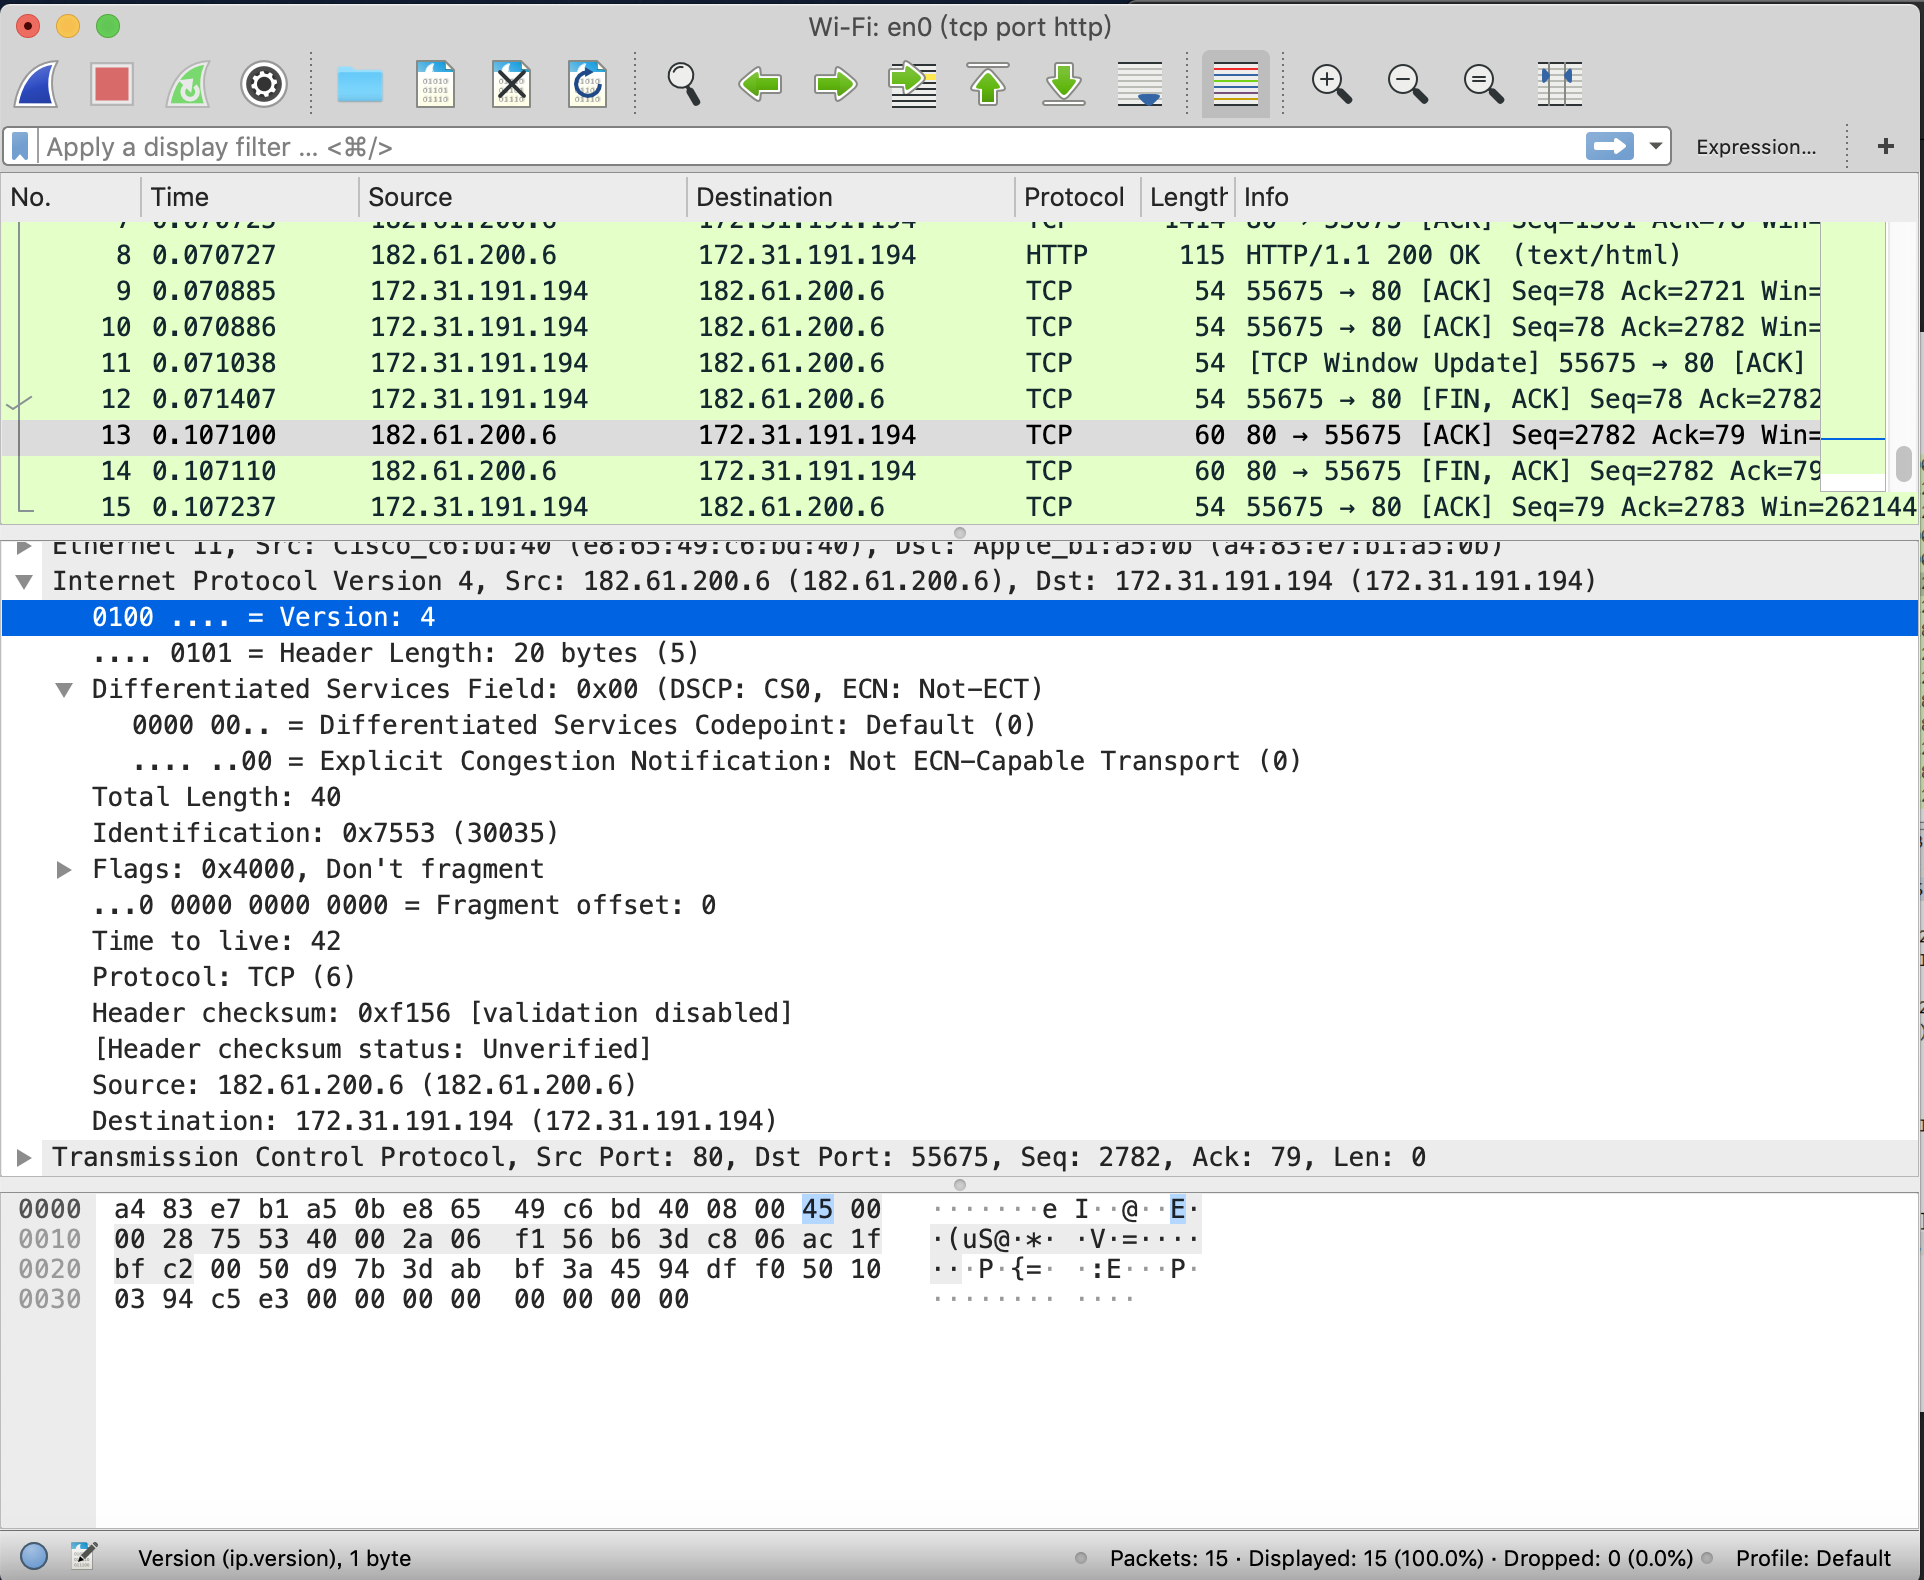 Wi-Fi: en0 (tcp port http)
Apply a display filter ... <⌘/>
Expression...
+
No. Time Source Destination Protocol Length Info
7 0.070725 182.61.200.6 172.31.191.194 TCP 1414 80 → 55675 [ACK] Seq=1361 Ack=78 Win=
8 0.070727 182.61.200.6 172.31.191.194 HTTP 115 HTTP/1.1 200 OK (text/html)
9 0.070885 172.31.191.194 182.61.200.6 TCP 54 55675 → 80 [ACK] Seq=78 Ack=2721 Win=
10 0.070886 172.31.191.194 182.61.200.6 TCP 54 55675 → 80 [ACK] Seq=78 Ack=2782 Win=
11 0.071038 172.31.191.194 182.61.200.6 TCP 54 [TCP Window Update] 55675 → 80 [ACK]
12 0.071407 172.31.191.194 182.61.200.6 TCP 54 55675 → 80 [FIN, ACK] Seq=78 Ack=2782
13 0.107100 182.61.200.6 172.31.191.194 TCP 60 80 → 55675 [ACK] Seq=2782 Ack=79 Win=
14 0.107110 182.61.200.6 172.31.191.194 TCP 60 80 → 55675 [FIN, ACK] Seq=2782 Ack=79
15 0.107237 172.31.191.194 182.61.200.6 TCP 54 55675 → 80 [ACK] Seq=79 Ack=2783 Win=262144
Ethernet II, Src: Cisco_c6:bd:40 (e8:65:49:c6:bd:40), Dst: Apple_b1:a5:0b (a4:83:e7:b1:a5:0b)
Internet Protocol Version 4, Src: 182.61.200.6 (182.61.200.6), Dst: 172.31.191.194 (172.31.191.194)
0100 .... = Version: 4
.... 0101 = Header Length: 20 bytes (5)
Differentiated Services Field: 0x00 (DSCP: CS0, ECN: Not-ECT)
0000 00.. = Differentiated Services Codepoint: Default (0)
.... ..00 = Explicit Congestion Notification: Not ECN-Capable Transport (0)
Total Length: 40
Identification: 0x7553 (30035)
Flags: 0x4000, Don't fragment
...0 0000 0000 0000 = Fragment offset: 0
Time to live: 42
Protocol: TCP (6)
Header checksum: 0xf156 [validation disabled]
[Header checksum status: Unverified]
Source: 182.61.200.6 (182.61.200.6)
Destination: 172.31.191.194 (172.31.191.194)
Transmission Control Protocol, Src Port: 80, Dst Port: 55675, Seq: 2782, Ack: 79, Len: 0
0000 a4 83 e7 b1 a5 0b e8 65 49 c6 bd 40 08 00 45 00 ·······e I··@··E·
0010 00 28 75 53 40 00 2a 06 f1 56 b6 3d c8 06 ac 1f ·(uS@·*· ·V·=····
0020 bf c2 00 50 d9 7b 3d ab bf 3a 45 94 df f0 50 10 ···P·{=· ·:E···P·
0030 03 94 c5 e3 00 00 00 00 00 00 00 00 ········ ····
Version (ip.version), 1 byte
Packets: 15 · Displayed: 15 (100.0%) · Dropped: 0 (0.0%)
Profile: Default